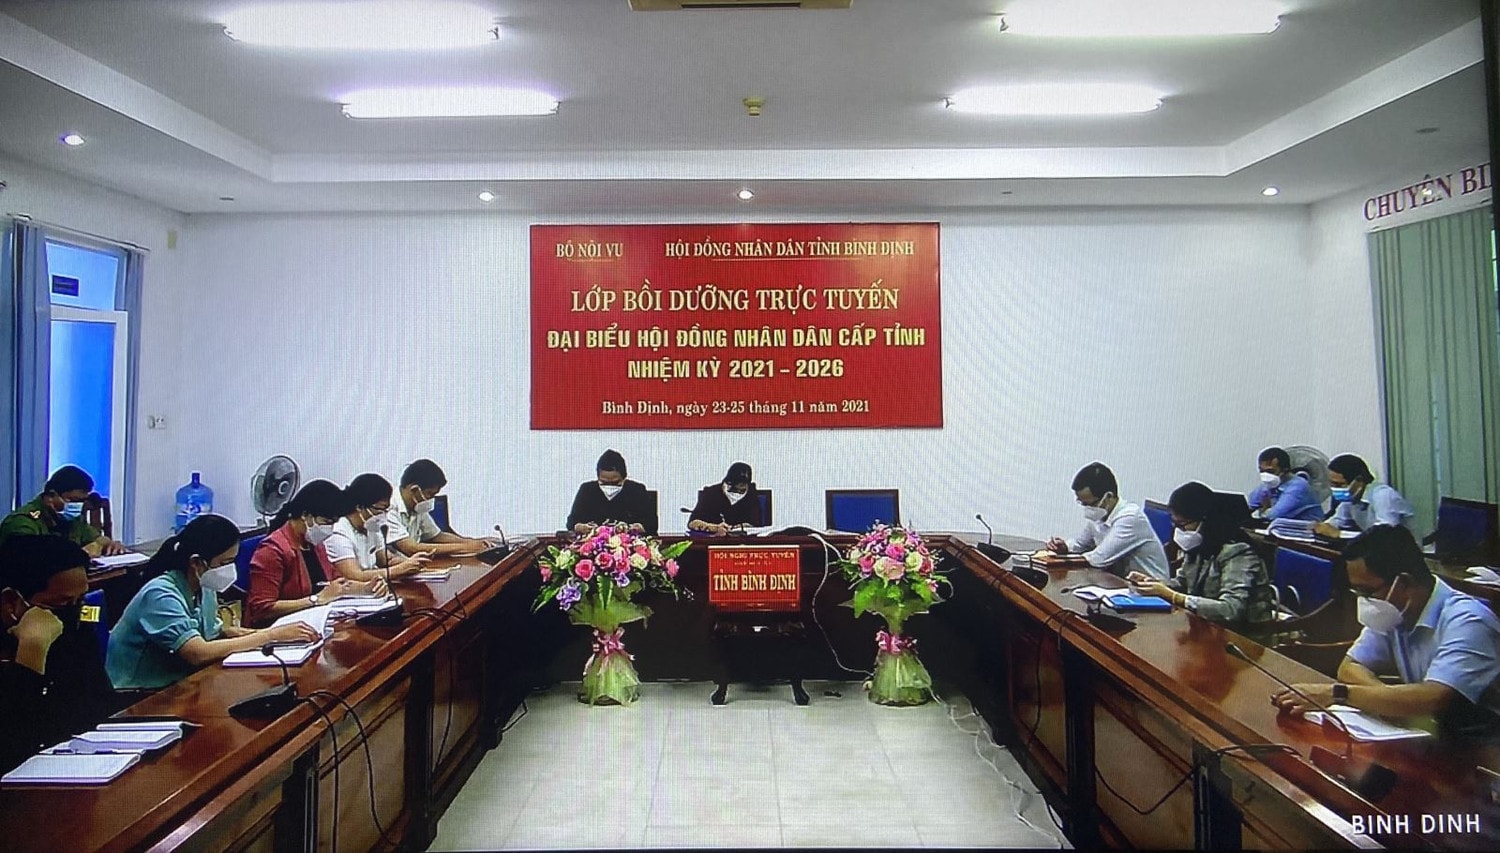 BỘ NỘI VỤ
HỘI ĐỒNG NHÂN DÂN TỈNH BÌNH ĐỊNH
LỚP BỒI DƯỠNG TRỰC TUYẾN
ĐẠI BIỂU HỘI ĐỒNG NHÂN DÂN CẤP TỈNH
NHIỆM KỲ 2021 - 2026
Bình Định, ngày 23-25 tháng 11 năm 2021
CHUYÊN BI
HỘI NGHỊ TRỰC TUYẾN
TỈNH BÌNH ĐỊNH
BINH DINH